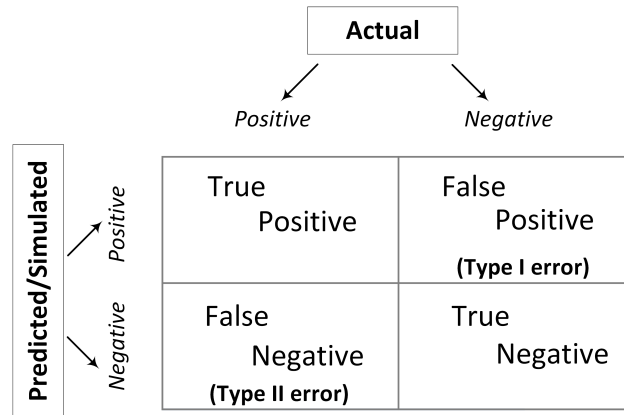 Actual
Positive
Negative
Predicted/Simulated
Positive
Negative
True
Positive
False
Positive
(Type I error)
False
Negative
(Type II error)
True
Negative